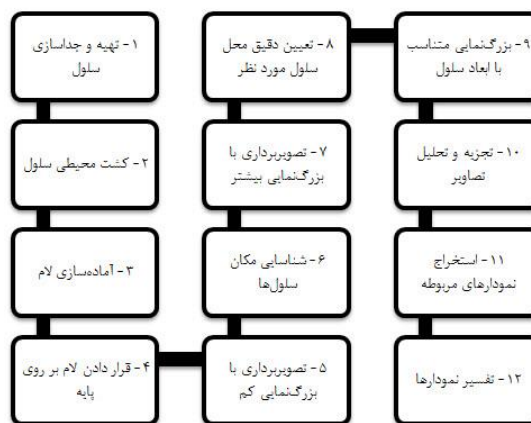 ۱- تهیه و جداسازی
سلول
۲- کشت محیطی سلول
۳- آماده‌سازی لام
۴- قرار دادن لام بر روی
پایه
۵- تصویربرداری با
بزرگ‌نمایی کم
۶- شناسایی مکان
سلول‌ها
۷- تصویربرداری با
بزرگ‌نمایی بیشتر
۸- تعیین دقیق محل
سلول مورد نظر
۹- بزرگ‌نمایی متناسب
با ابعاد سلول
۱۰- تجزیه و تحلیل
تصاویر
۱۱- استخراج
نمودارهای مربوطه
۱۲- تفسیر نمودارها